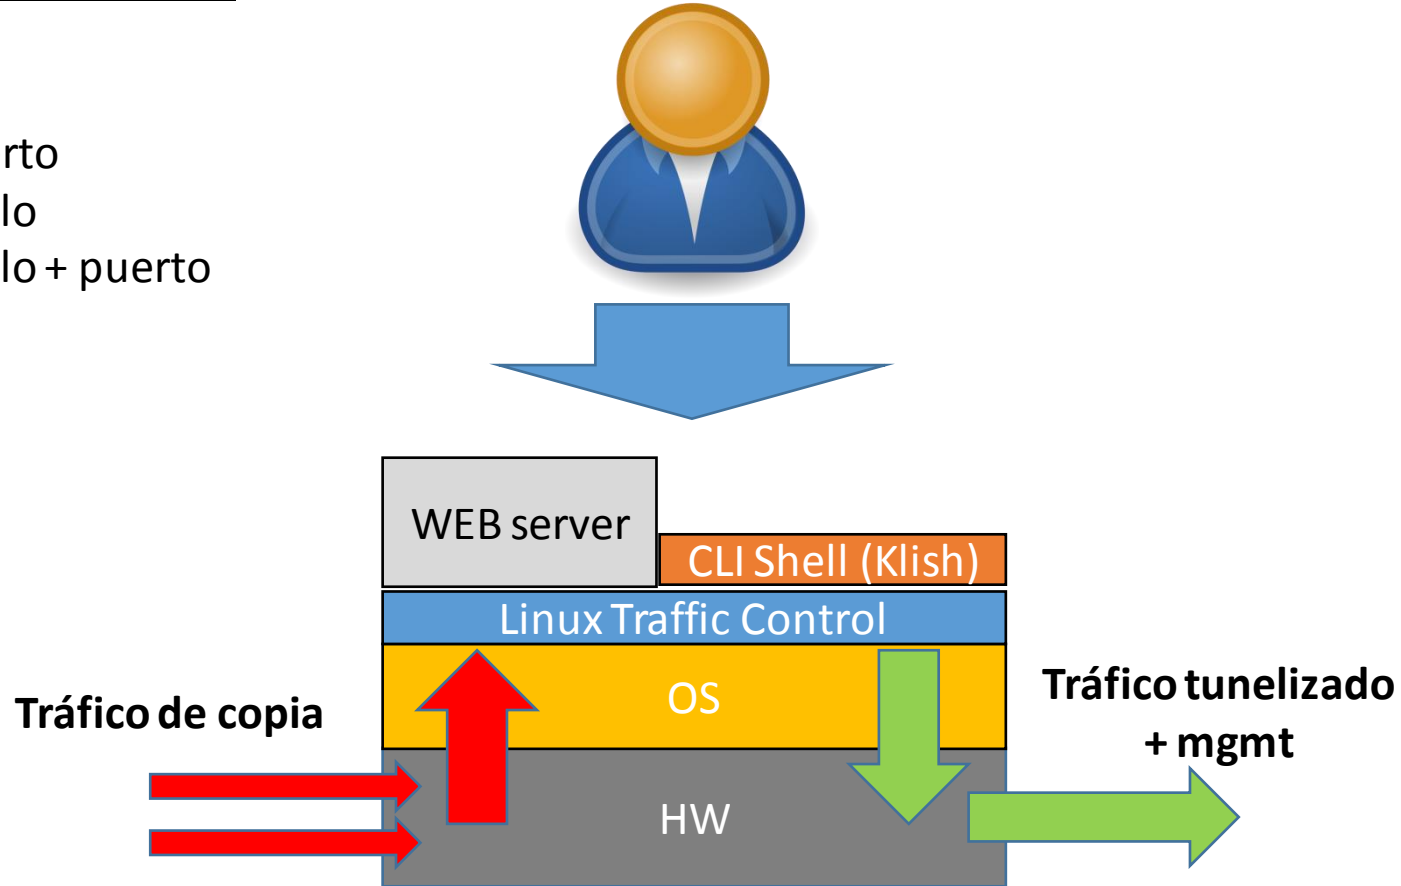 rto
lo
lo + puerto
WEB server
CLI Shell (Klish)
Linux Traffic Control
OS
Tráfico de copia
Tráfico tunelizado
+ mgmt
HW